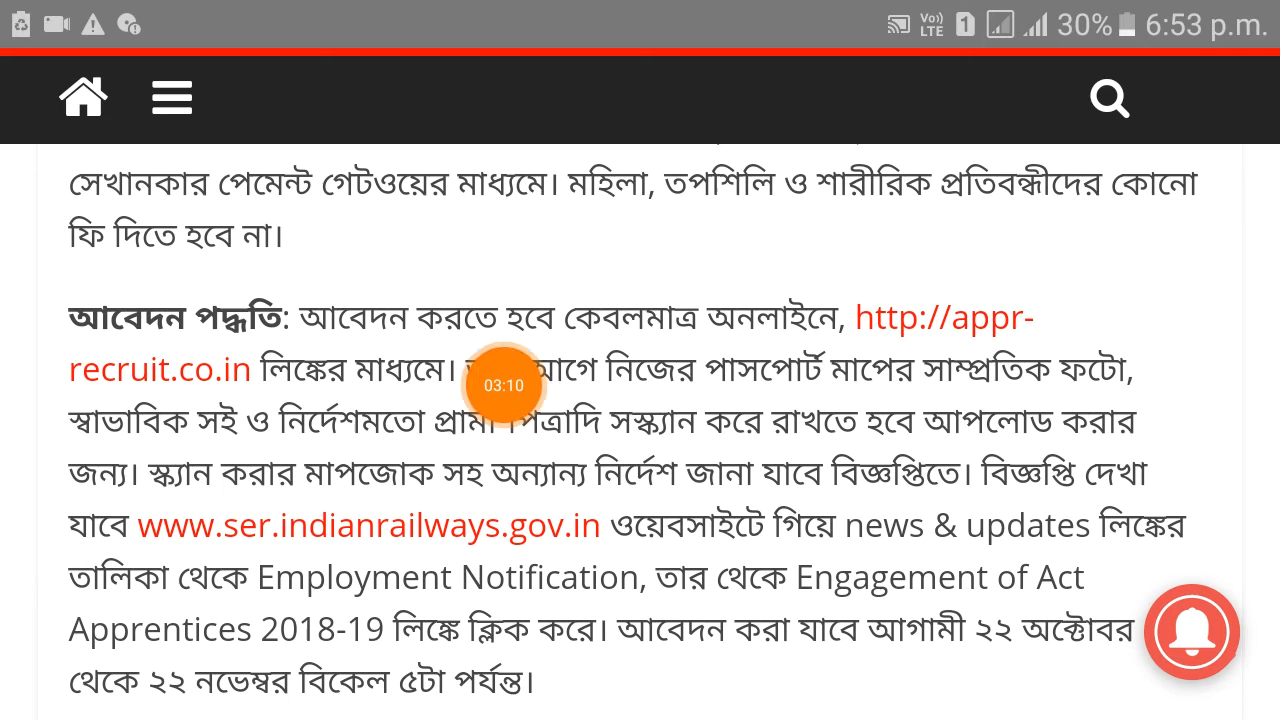 Vo)) LTE 1 30% 6:53 p.m.
সেখানকার পেমেন্ট গেটওয়ের মাধ্যমে। মহিলা, তপশিলি ও শারীরিক প্রতিবন্ধীদের কোনো
ফি দিতে হবে না।
আবেদন পদ্ধতি: আবেদন করতে হবে কেবলমাত্র অনলাইনে, http://appr-
recruit.co.in লিঙ্কের মাধ্যমে। আগে নিজের পাসপোর্ট মাপের সাম্প্রতিক ফটো,
03:10
স্বাভাবিক সই ও নির্দেশমতো সস্ক্যান করে রাখতে হবে আপলোড করার
জন্য। স্ক্যান করার মাপজোক সহ অন্যান্য নির্দেশ জানা যাবে বিজ্ঞপ্তিতে। বিজ্ঞপ্তি দেখা
যাবে www.ser.indianrailways.gov.in ওয়েবসাইটে গিয়ে news & updates লিঙ্কের
তালিকা থেকে Employment Notification, তার থেকে Engagement of Act
Apprentices 2018-19 লিঙ্কে ক্লিক করে। আবেদন করা যাবে আগামী ২২ অক্টোবর
থেকে ২২ নভেম্বর বিকেল ৫টা পর্যন্ত।